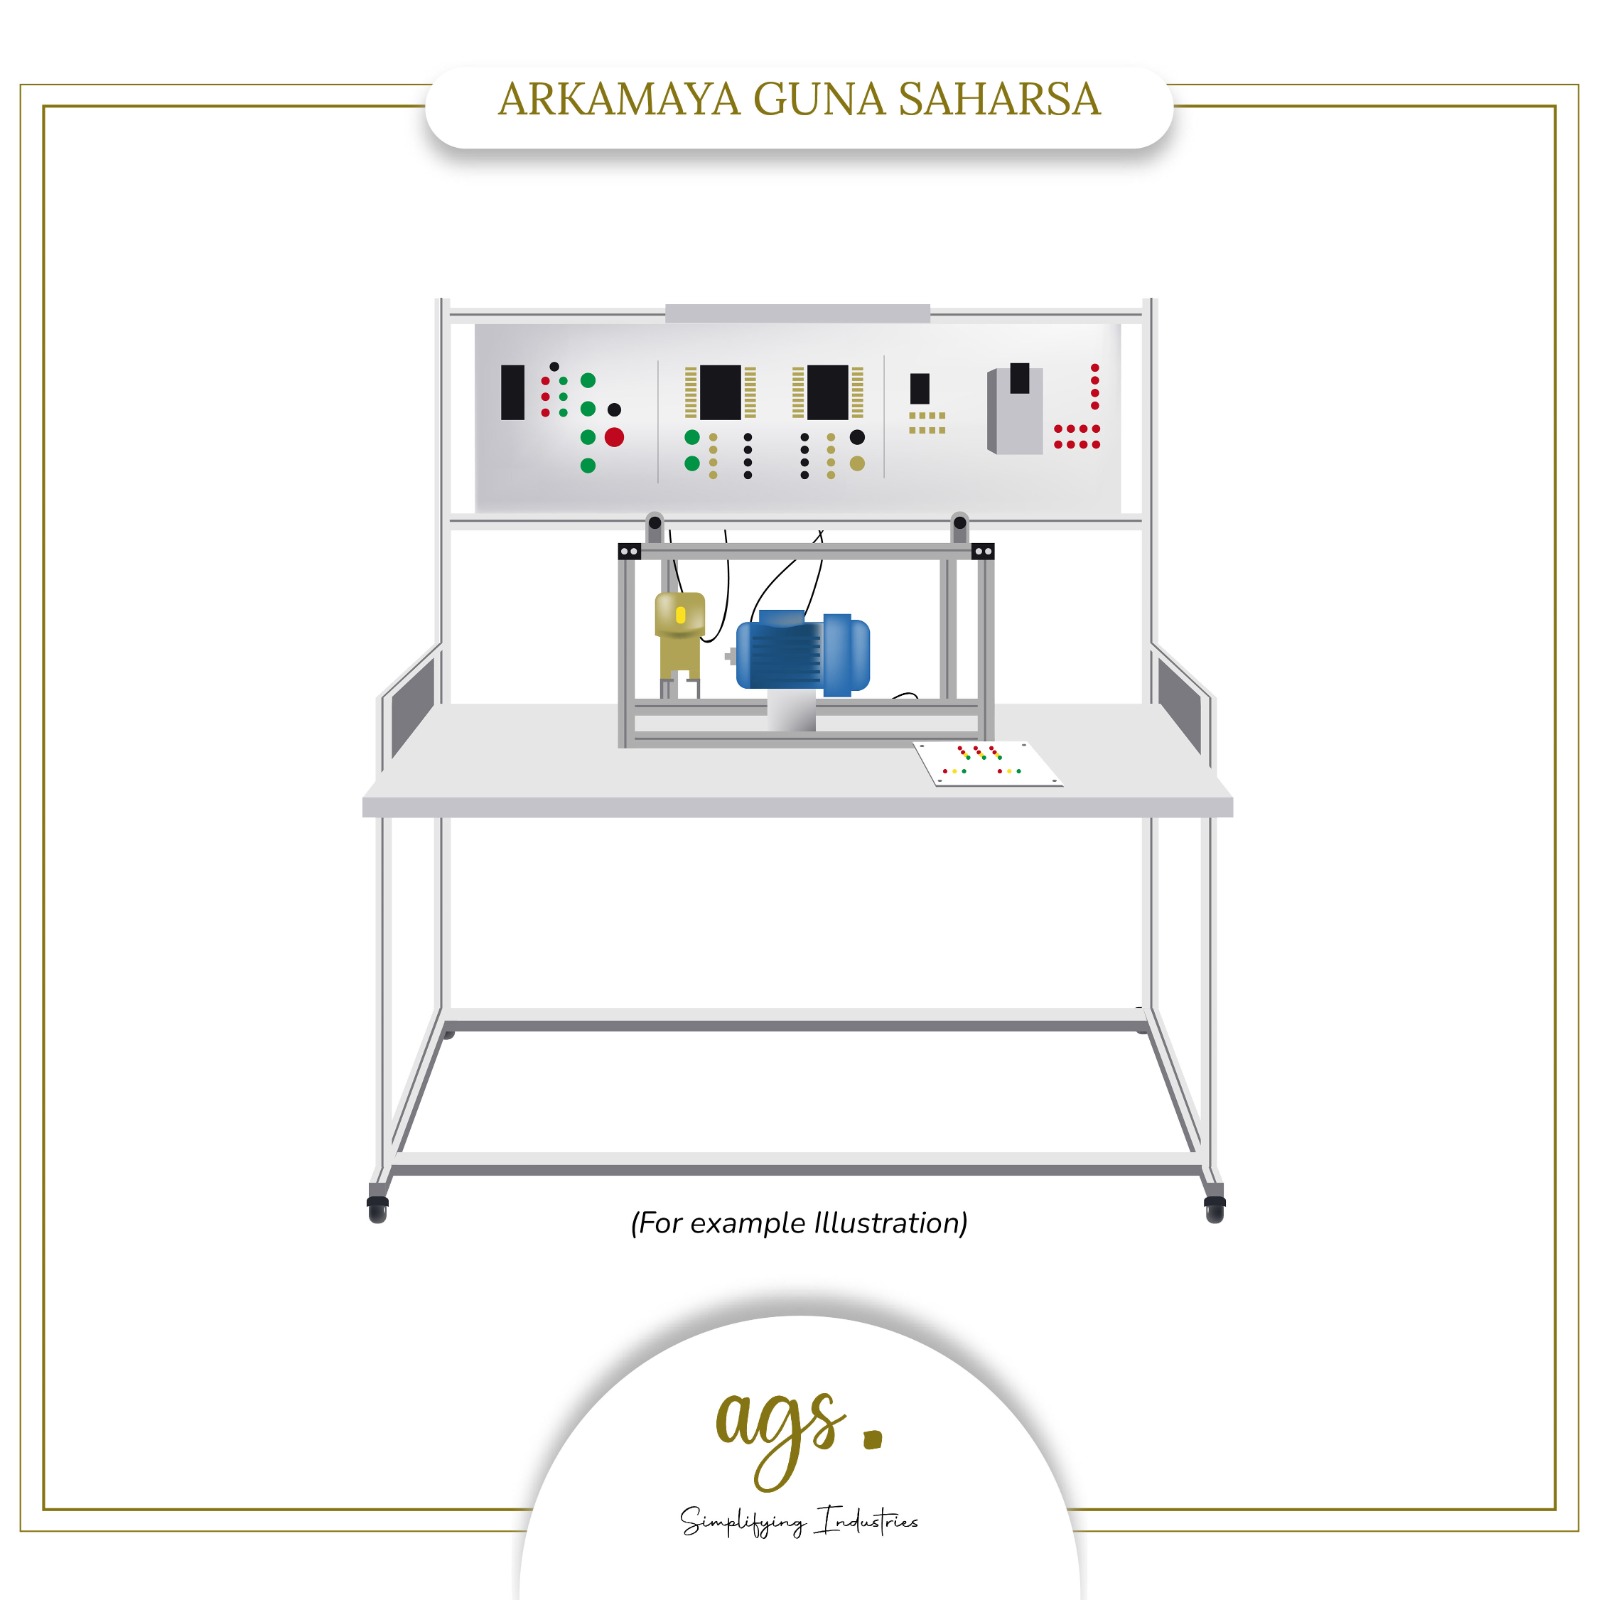 ARKAMAYA GUNA SAHARSA
(For example Illustration)
ags.
Simplifying Industries